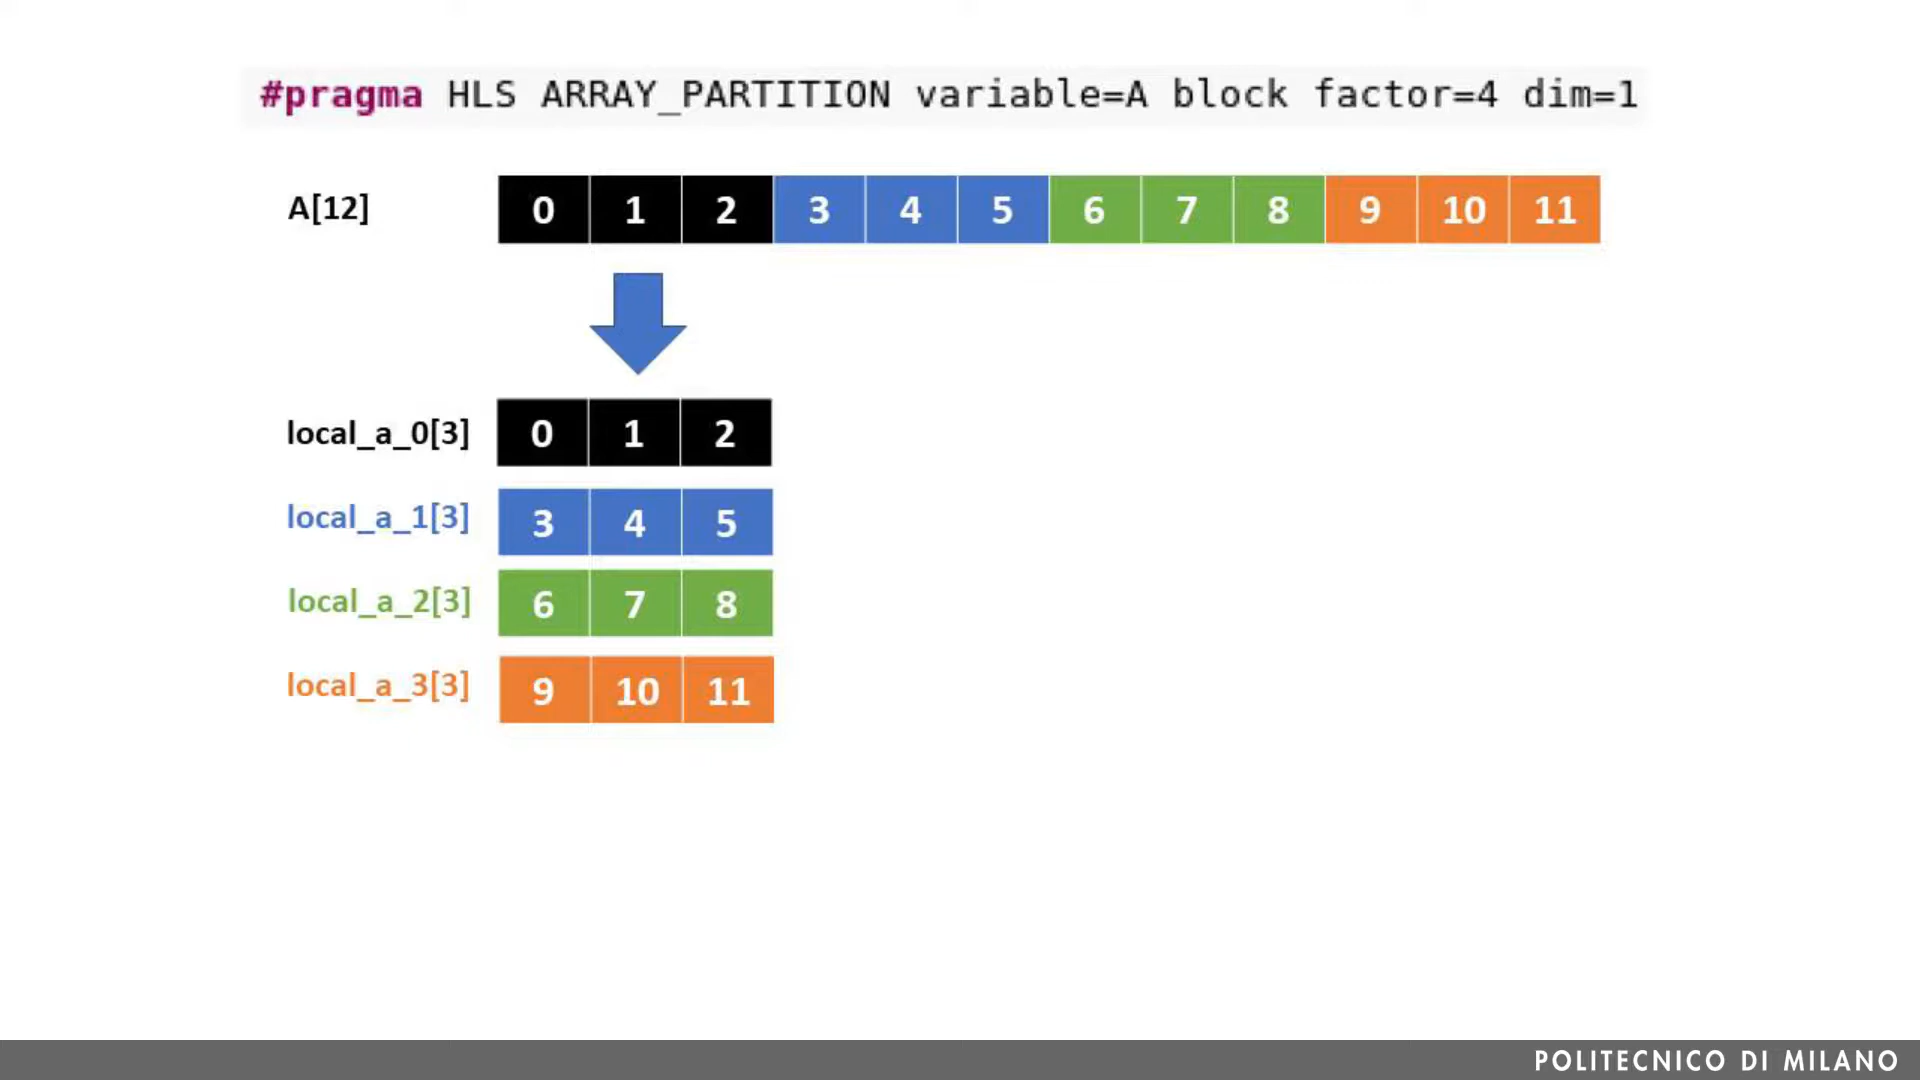 #pragma HLS ARRAY_PARTITION variable=A block factor=4 dim=1
A[12] 0 1 2 3 4 5 6 7 8 9 10 11
local_a_0[3] 0 1 2
local_a_1[3] 3 4 5
local_a_2[3] 6 7 8
local_a_3[3] 9 10 11
POLITECNICO DI MILANO